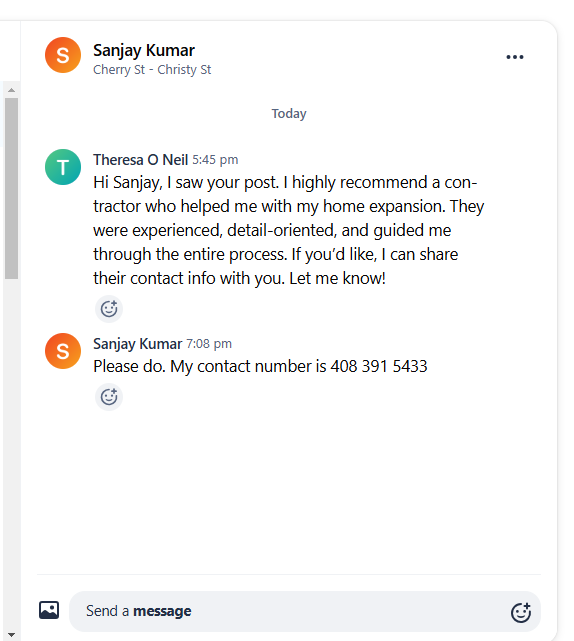 S
Sanjay Kumar
Cherry St - Christy St
Today
T
Theresa O Neil 5:45 pm
Hi Sanjay, I saw your post. I highly recommend a con-
tractor who helped me with my home expansion. They
were experienced, detail-oriented, and guided me
through the entire process. If you’d like, I can share
their contact info with you. Let me know!
S
Sanjay Kumar 7:08 pm
Please do. My contact number is 408 391 5433
Send a message